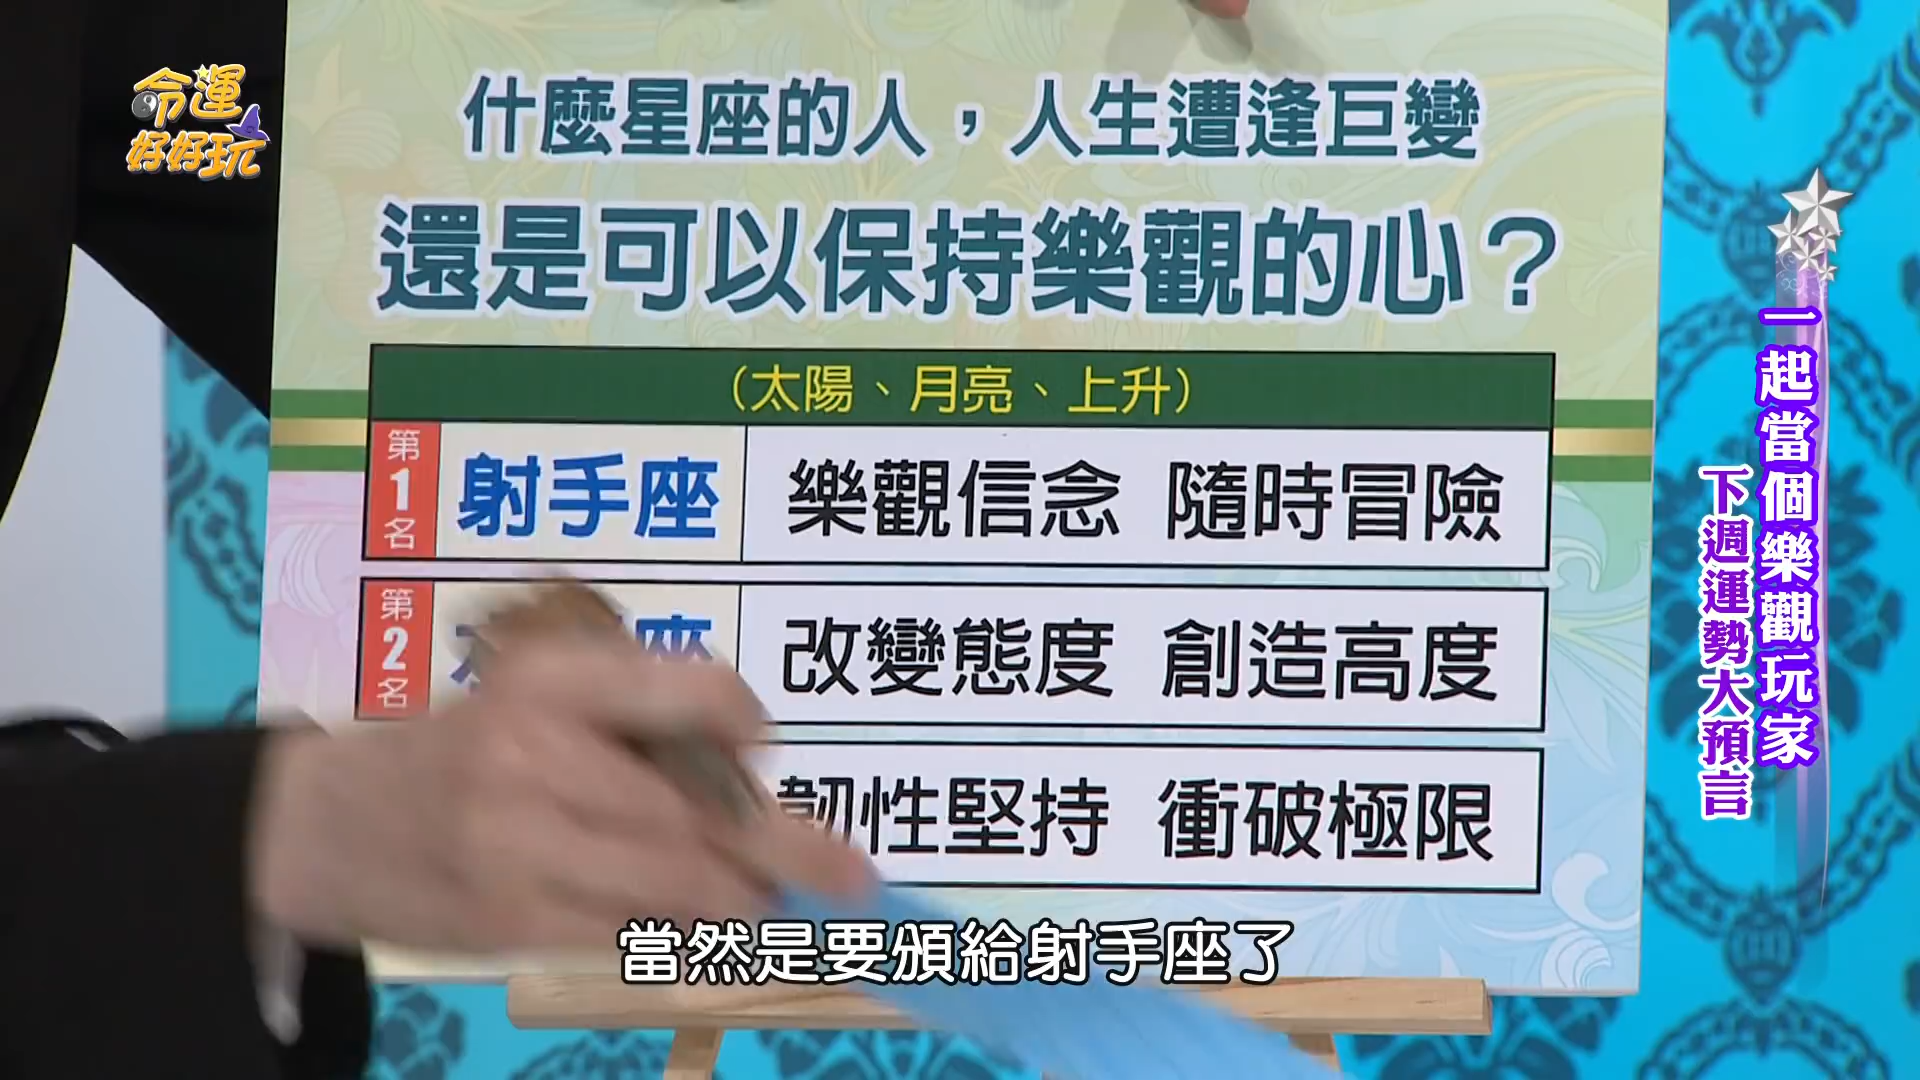 命運
好好玩
什麼星座的人，人生遭逢巨變
還是可以保持樂觀的心？
（太陽、月亮、上升）
第1名 射手座 樂觀信念 隨時冒險
第2名 座 改變態度 創造高度
韌性堅持 衝破極限
當然是要頒給射手座了
一起當個樂觀玩家
下週運勢大預言